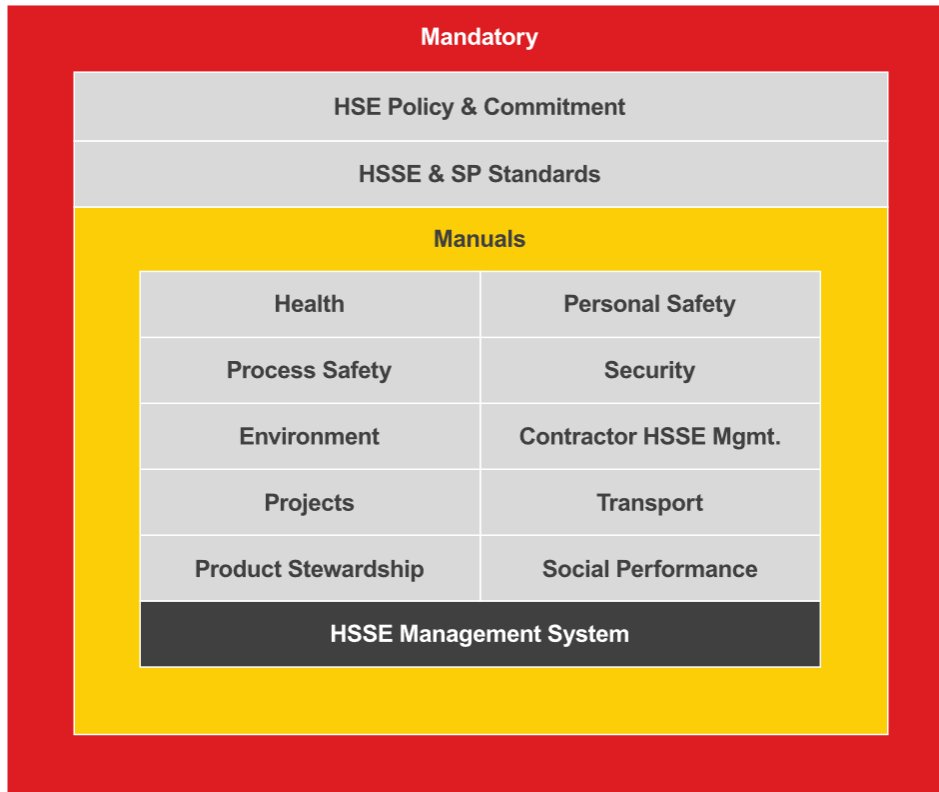 Mandatory
HSE Policy & Commitment
HSSE & SP Standards
Manuals
Health
Personal Safety
Process Safety
Security
Environment
Contractor HSSE Mgmt.
Projects
Transport
Product Stewardship
Social Performance
HSSE Management System